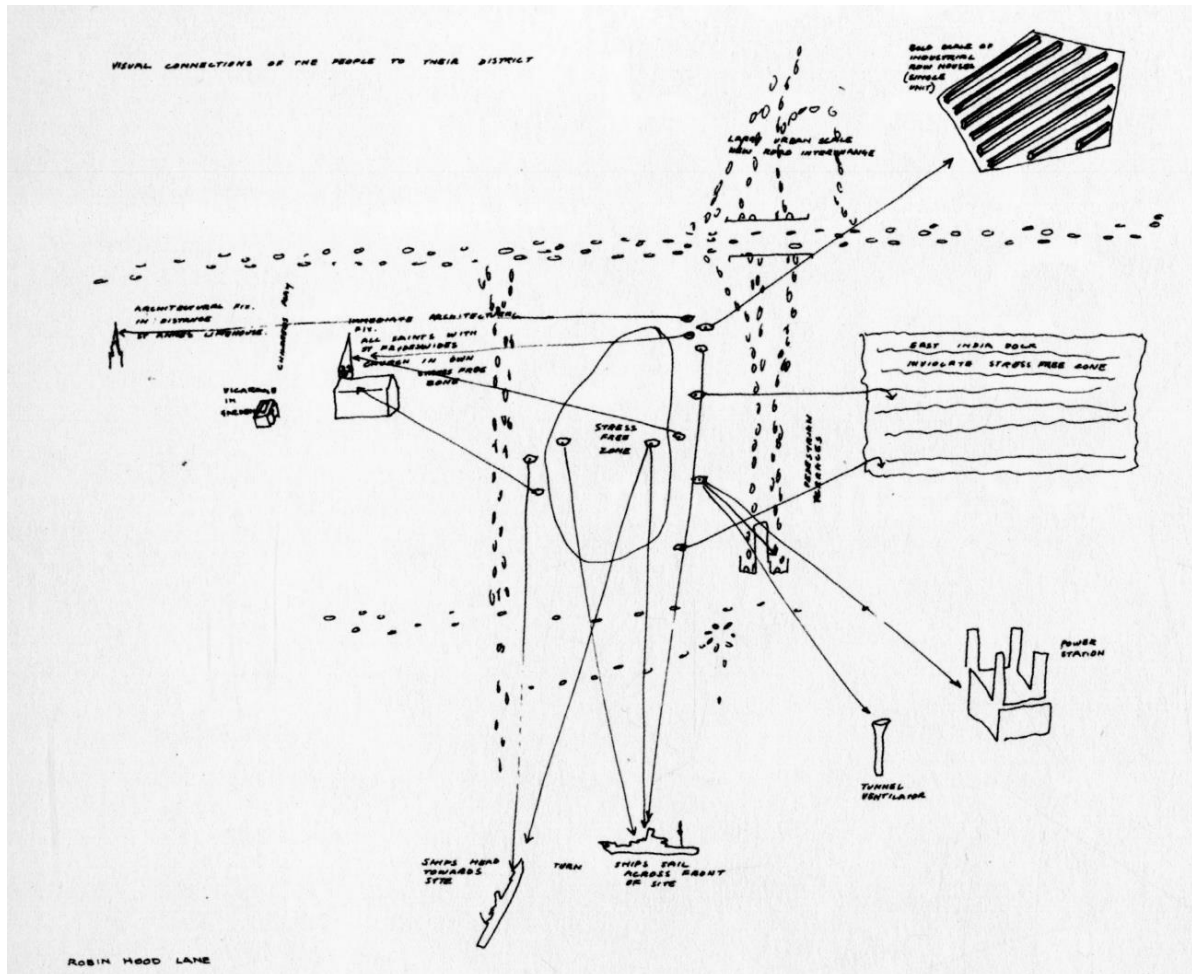 VISUAL CONNECTIONS OF THE PEOPLE TO THEIR DISTRICT
BOLD SCALE OF
INDUSTRIAL
ROW HOUSES
(SINGLE
UNIT)
LARGE URBAN SCALE
NEW ROAD INTERCHANGE
ARCHITECTURAL FIX.
IN DISTANCE
ST ANNES LIMEHOUSE.
IMMEDIATE ARCHITECTURAL
FIX.
ALL SAINTS WITH
ST FRIDESWIDES
CHURCH IN OWN
STRESS FREE
ZONE
VICARAGE
IN
GARDEN
STRESS
FREE
ZONE
EAST INDIA DOCK
INVIOLATE STRESS FREE ZONE
PEDESTRIAN
POWER
STATION
TUNNEL
VENTILATOR
SHIPS HEAD
TOWARDS
SITE
TURN
SHIPS SAIL
ACROSS FRONT
OF SITE
ROBIN HOOD LANE